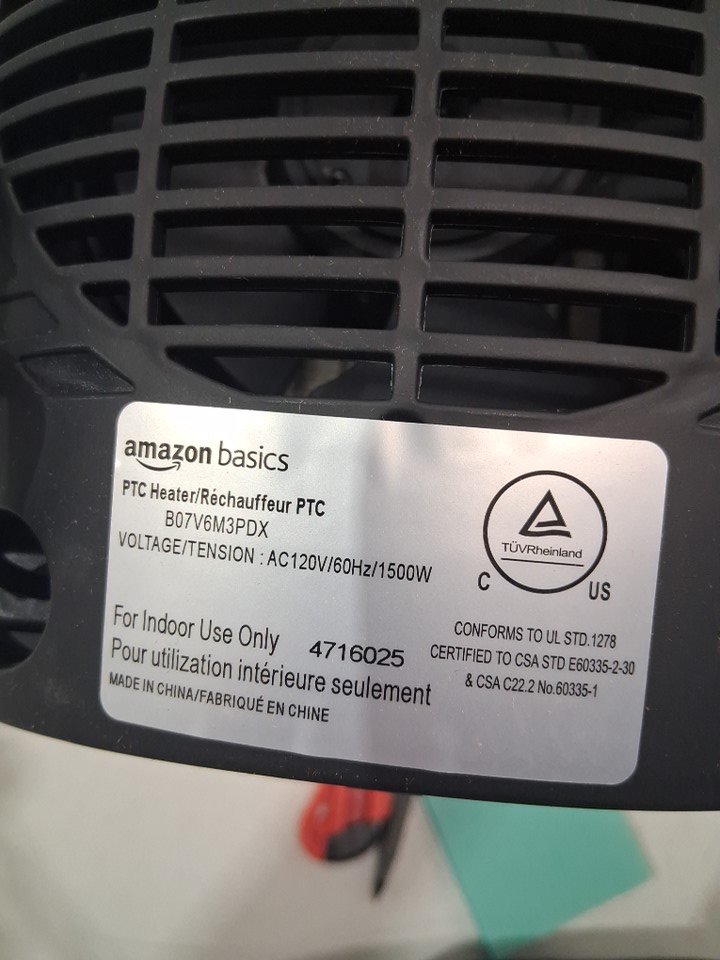 amazon basics
PTC Heater/Réchauffeur PTC
B07V6M3PDX
VOLTAGE/TENSION : AC120V/60Hz/1500W
TÜVRheinland
C US
For Indoor Use Only 4716025
Pour utilization intérieure seulement
MADE IN CHINA/FABRIQUÉ EN CHINE
CONFORMS TO UL STD.1278
CERTIFIED TO CSA STD E60335-2-30
& CSA C22.2 No.60335-1